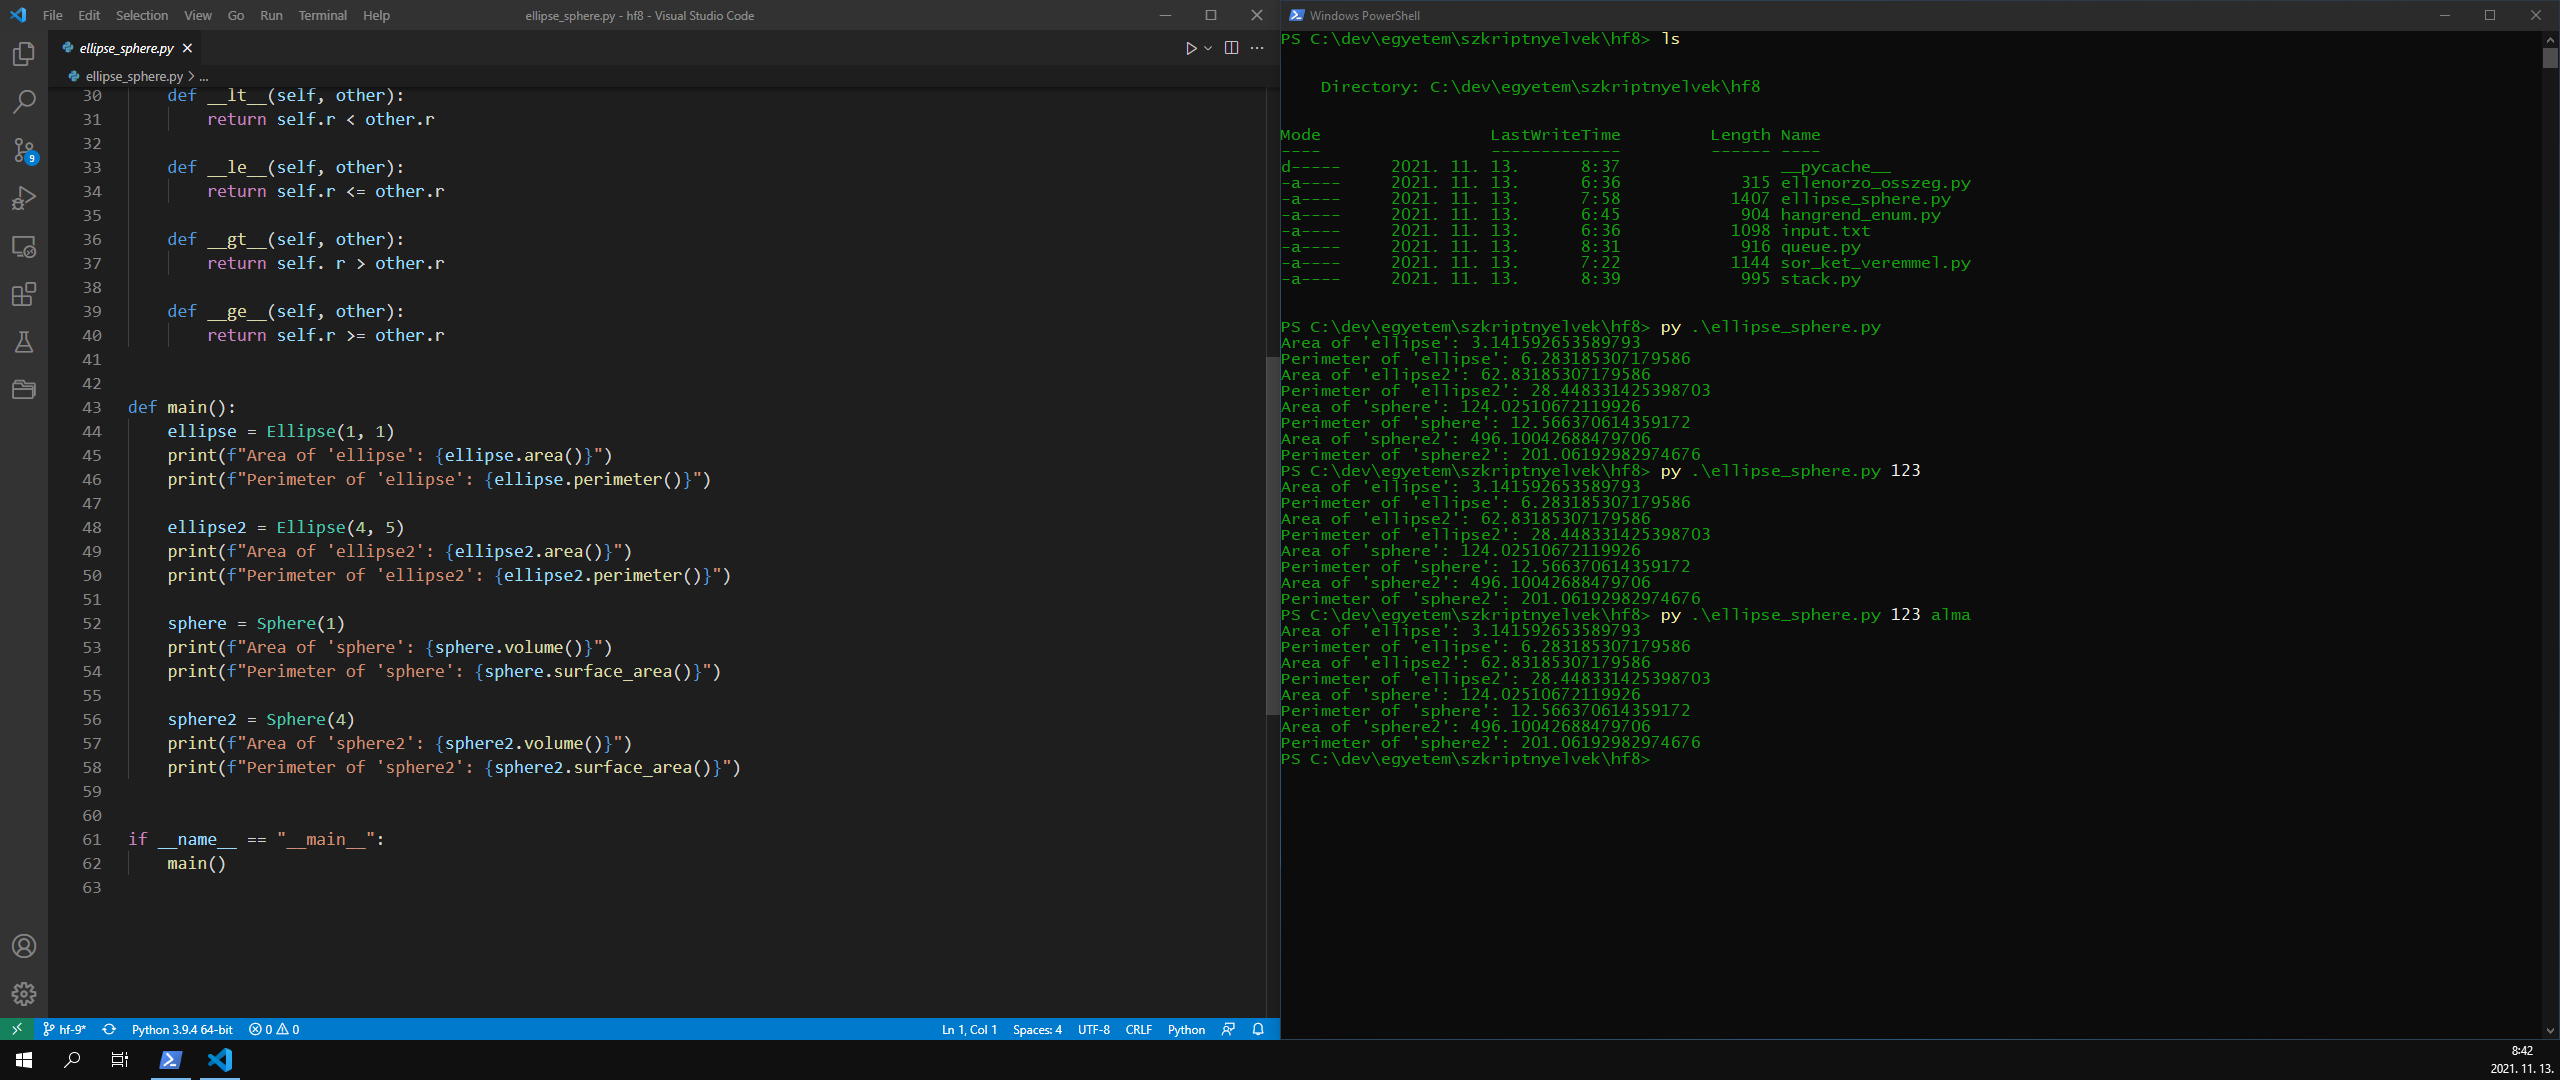 File Edit Selection View Go Run Terminal Help
ellipse_sphere.py - hf8 - Visual Studio Code
ellipse_sphere.py
ellipse_sphere.py > ...
30 def __lt__(self, other):
31 return self.r < other.r
32
33 def __le__(self, other):
34 return self.r <= other.r
35
36 def __gt__(self, other):
37 return self. r > other.r
38
39 def __ge__(self, other):
40 return self.r >= other.r
41
42
43 def main():
44 ellipse = Ellipse(1, 1)
45 print(f"Area of 'ellipse': {ellipse.area()}")
46 print(f"Perimeter of 'ellipse': {ellipse.perimeter()}")
47
48 ellipse2 = Ellipse(4, 5)
49 print(f"Area of 'ellipse2': {ellipse2.area()}")
50 print(f"Perimeter of 'ellipse2': {ellipse2.perimeter()}")
51
52 sphere = Sphere(1)
53 print(f"Area of 'sphere': {sphere.volume()}")
54 print(f"Perimeter of 'sphere': {sphere.surface_area()}")
55
56 sphere2 = Sphere(4)
57 print(f"Area of 'sphere2': {sphere2.volume()}")
58 print(f"Perimeter of 'sphere2': {sphere2.surface_area()}")
59
60
61 if __name__ == "__main__":
62 main()
63
9
hf-9* Python 3.9.4 64-bit 0 0 Ln 1, Col 1 Spaces: 4 UTF-8 CRLF Python
Windows PowerShell
PS C:\dev\egyetem\szkriptnyelvek\hf8> ls
Directory: C:\dev\egyetem\szkriptnyelvek\hf8
Mode LastWriteTime Length Name
---- ------------- ------ ----
d----- 2021. 11. 13. 8:37 __pycache__
-a---- 2021. 11. 13. 6:36 315 ellenorzo_osszeg.py
-a---- 2021. 11. 13. 7:58 1407 ellipse_sphere.py
-a---- 2021. 11. 13. 6:45 904 hangrend_enum.py
-a---- 2021. 11. 13. 6:36 1098 input.txt
-a---- 2021. 11. 13. 8:31 916 queue.py
-a---- 2021. 11. 13. 7:22 1144 sor_ket_veremmel.py
-a---- 2021. 11. 13. 8:39 995 stack.py
PS C:\dev\egyetem\szkriptnyelvek\hf8> py .\ellipse_sphere.py
Area of 'ellipse': 3.141592653589793
Perimeter of 'ellipse': 6.283185307179586
Area of 'ellipse2': 62.83185307179586
Perimeter of 'ellipse2': 28.448331425398703
Area of 'sphere': 124.02510672119926
Perimeter of 'sphere': 12.566370614359172
Area of 'sphere2': 496.10042688479706
Perimeter of 'sphere2': 201.06192982974676
PS C:\dev\egyetem\szkriptnyelvek\hf8> py .\ellipse_sphere.py 123
Area of 'ellipse': 3.141592653589793
Perimeter of 'ellipse': 6.283185307179586
Area of 'ellipse2': 62.83185307179586
Perimeter of 'ellipse2': 28.448331425398703
Area of 'sphere': 124.02510672119926
Perimeter of 'sphere': 12.566370614359172
Area of 'sphere2': 496.10042688479706
Perimeter of 'sphere2': 201.06192982974676
PS C:\dev\egyetem\szkriptnyelvek\hf8> py .\ellipse_sphere.py 123 alma
Area of 'ellipse': 3.141592653589793
Perimeter of 'ellipse': 6.283185307179586
Area of 'ellipse2': 62.83185307179586
Perimeter of 'ellipse2': 28.448331425398703
Area of 'sphere': 124.02510672119926
Perimeter of 'sphere': 12.566370614359172
Area of 'sphere2': 496.10042688479706
Perimeter of 'sphere2': 201.06192982974676
PS C:\dev\egyetem\szkriptnyelvek\hf8>
8:42
2021. 11. 13.